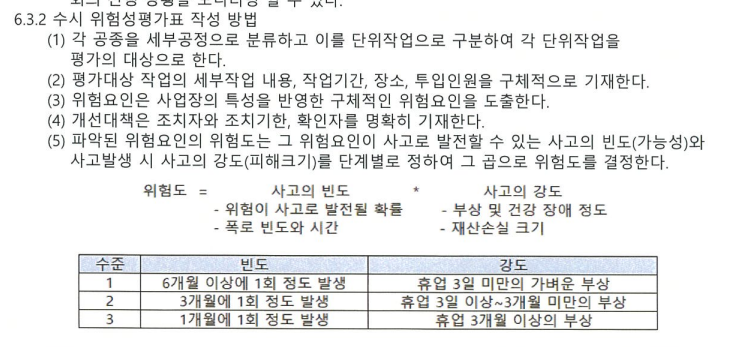 6.3.2 수시 위험성평가표 작성 방법
(1) 각 공종을 세부공정으로 분류하고 이를 단위작업으로 구분하여 각 단위작업을
평가의 대상으로 한다.
(2) 평가대상 작업의 세부작업 내용, 작업기간, 장소, 투입인원을 구체적으로 기재한다.
(3) 위험요인은 사업장의 특성을 반영한 구체적인 위험요인을 도출한다.
(4) 개선대책은 조치자와 조치기한, 확인자를 명확히 기재한다.
(5) 파악된 위험요인의 위험도는 그 위험요인이 사고로 발전할 수 있는 사고의 빈도(가능성)와
사고발생 시 사고의 강도(피해크기)를 단계별로 정하여 그 곱으로 위험도를 결정한다.
위험도 = 사고의 빈도 * 사고의 강도
- 위험이 사고로 발전될 확률 - 부상 및 건강 장애 정도
- 폭로 빈도와 시간 - 재산손실 크기
수준 빈도 강도
1 6개월 이상에 1회 정도 발생 휴업 3일 미만의 가벼운 부상
2 3개월에 1회 정도 발생 휴업 3일 이상~3개월 미만의 부상
3 1개월에 1회 정도 발생 휴업 3개월 이상의 부상